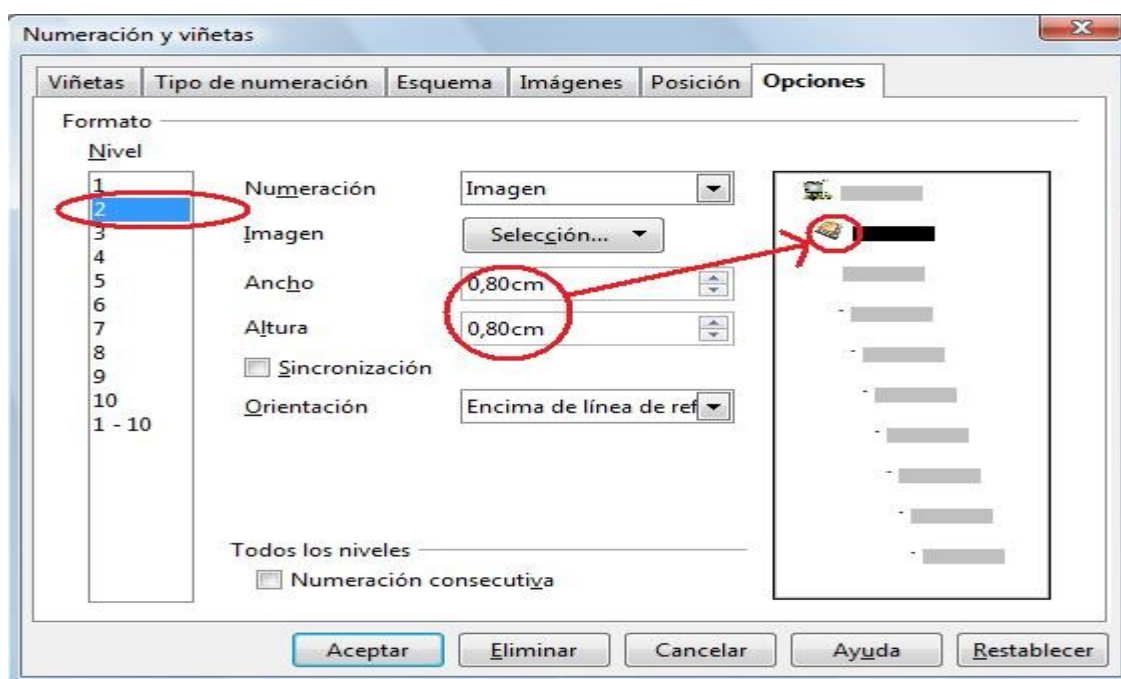 Numeración y viñetas
Viñetas Tipo de numeración Esquema Imágenes Posición Opciones
Formato
Nivel
1
2
3
4
5
6
7
8
9
10
1 - 10
Numeración Imagen
Imagen Selección...
Ancho 0,80cm
Altura 0,80cm
Sincronización
Orientación Encima de línea de ref
Todos los niveles
Numeración consecutiva
Aceptar Eliminar Cancelar Ayuda Restablecer